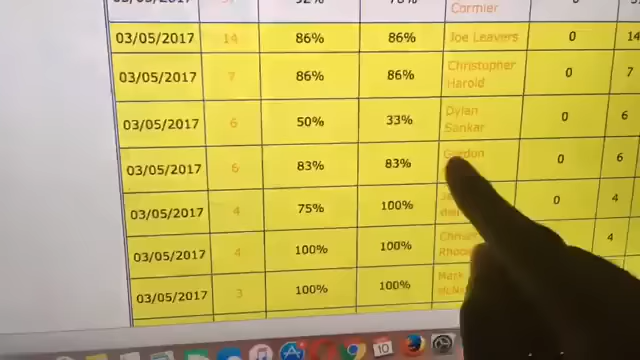 Cormier
03/05/2017 14 86% 86% Joe Leavers 0 14
03/05/2017 7 86% 86% Christopher Harold 0 7
03/05/2017 6 50% 33% Dylan Sankar 0 6
03/05/2017 6 83% 83% Gordon 0 6
03/05/2017 4 75% 100% 0 4
03/05/2017 4 100% 100% 4
03/05/2017 3 100% 100% Mark
10